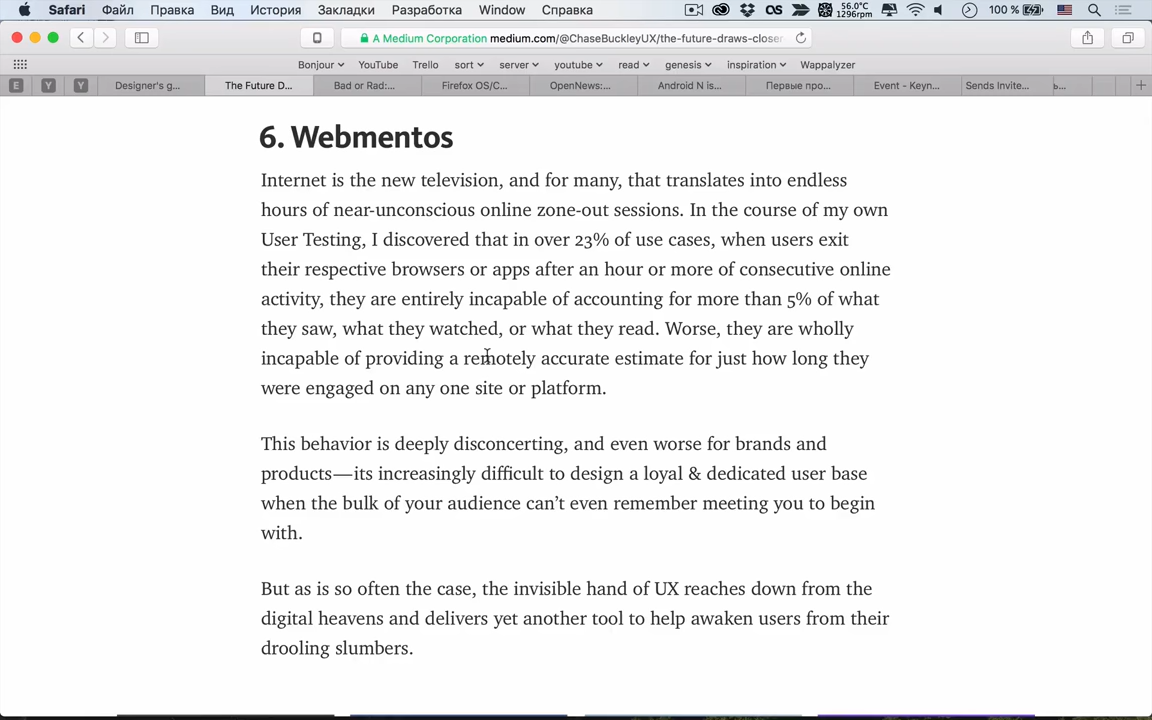 Safari Файл Правка Вид История Закладки Разработка Window Справка OS 56.0°C 1296rpm 100 %
A Medium Corporation medium.com/@ChaseBuckleyUX/the-future-draws-closer-
Bonjour YouTube Trello sort server youtube read genesis inspiration Wappalyzer
E Y Y Designer's g... The Future D... Bad or Rad:... Firefox OS/C... OpenNews:... Android N is... Первые про... Event - Keyn... Sends Invite... ь...
6. Webmentos
Internet is the new television, and for many, that translates into endless
hours of near-unconscious online zone-out sessions. In the course of my own
User Testing, I discovered that in over 23% of use cases, when users exit
their respective browsers or apps after an hour or more of consecutive online
activity, they are entirely incapable of accounting for more than 5% of what
they saw, what they watched, or what they read. Worse, they are wholly
incapable of providing a remotely accurate estimate for just how long they
were engaged on any one site or platform.
This behavior is deeply disconcerting, and even worse for brands and
products—its increasingly difficult to design a loyal & dedicated user base
when the bulk of your audience can’t even remember meeting you to begin
with.
But as is so often the case, the invisible hand of UX reaches down from the
digital heavens and delivers yet another tool to help awaken users from their
drooling slumbers.